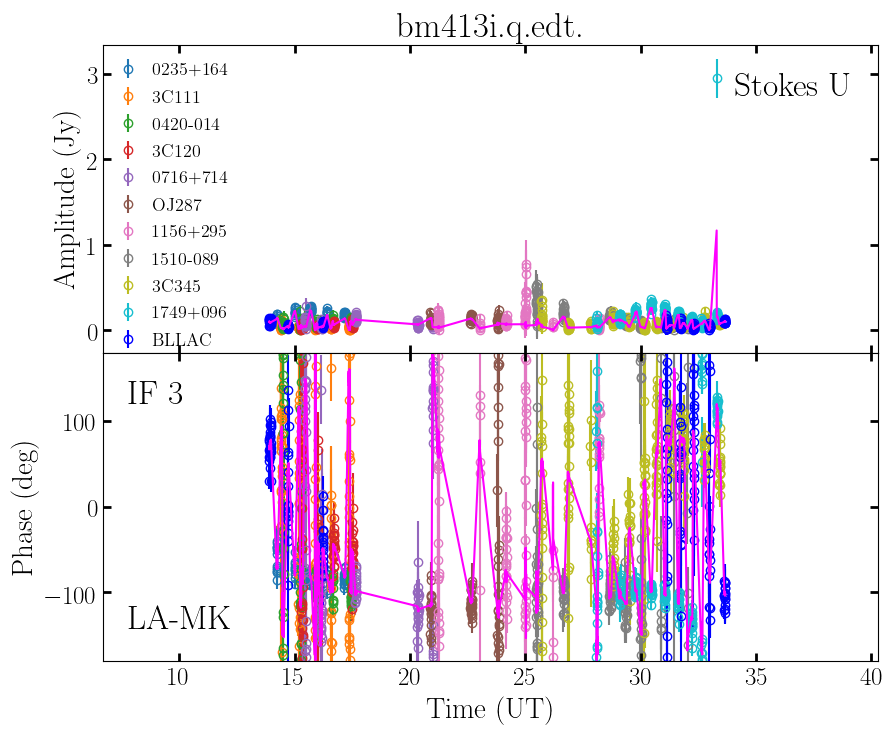 bm413i.q.edt.
Amplitude (Jy)
3
2
1
0
0235+164
3C111
0420-014
3C120
0716+714
OJ287
1156+295
1510-089
3C345
1749+096
BLLAC
Stokes U
Phase (deg)
100
0
−100
IF 3
LA-MK
10 15 20 25 30 35 40
Time (UT)